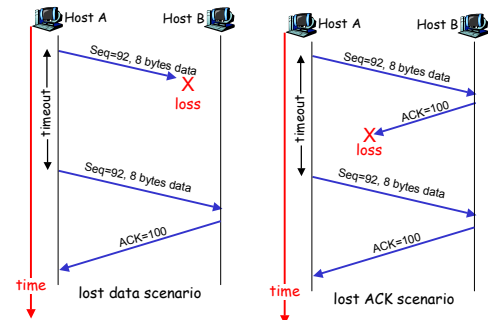 Host A
Host B
Seq=92, 8 bytes data
X
loss
timeout
Seq=92, 8 bytes data
ACK=100
time
lost data scenario
Host A
Host B
Seq=92, 8 bytes data
ACK=100
X
loss
timeout
Seq=92, 8 bytes data
ACK=100
time
lost ACK scenario